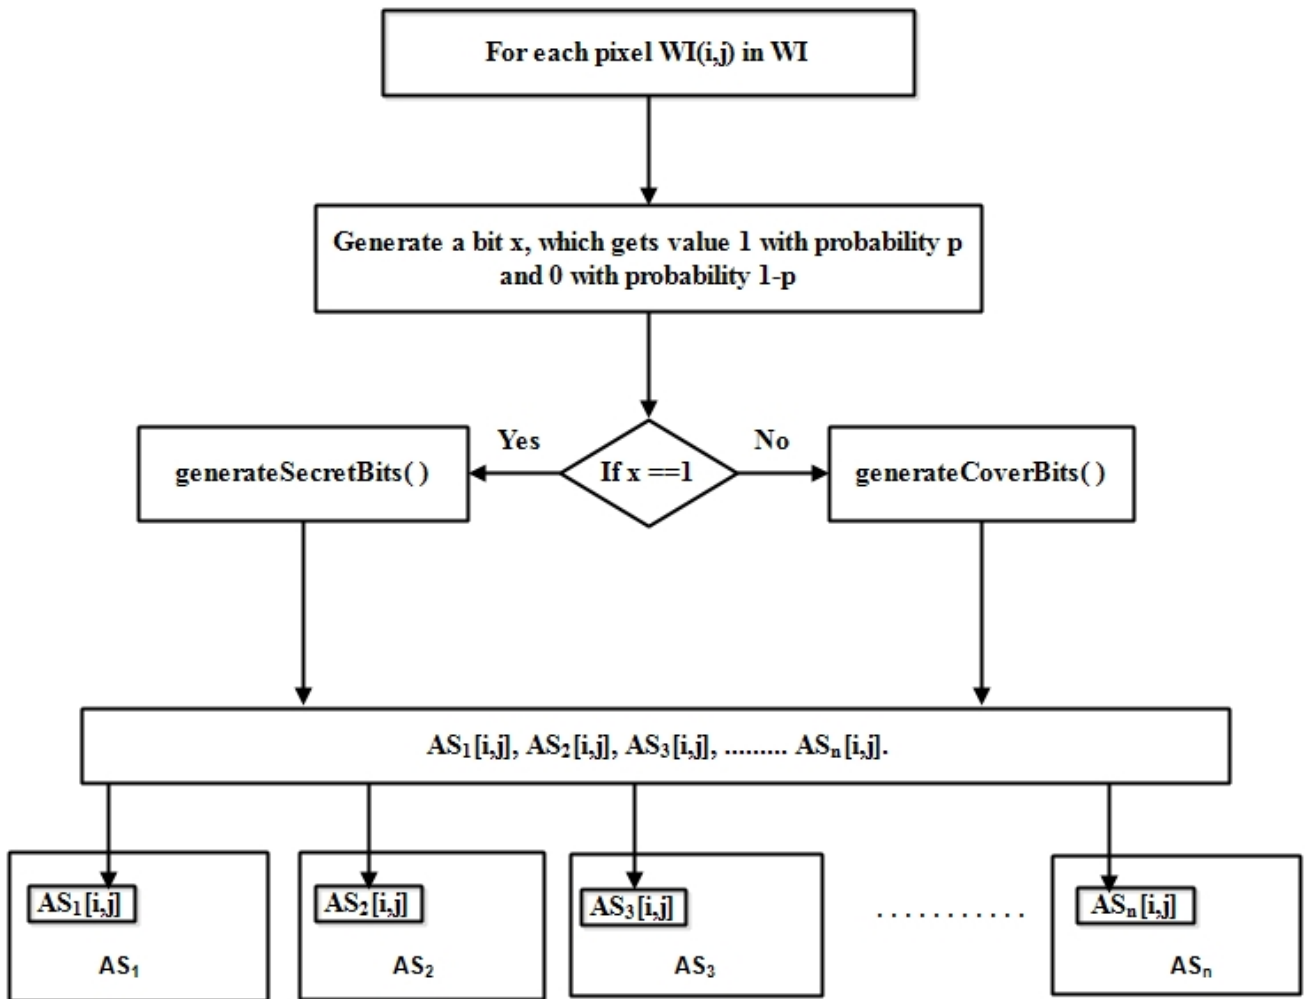 For each pixel WI(i,j) in WI
Generate a bit x, which gets value 1 with probability p
and 0 with probability 1-p
Yes
No
generateSecretBits( )
If x ==1
generateCoverBits( )
AS₁[i,j], AS₂[i,j], AS₃[i,j], ......... ASₙ[i,j].
AS₁[i,j]
AS₂[i,j]
AS₃[i,j]
. . . . . . . . . . .
ASₙ[i,j]
AS₁
AS₂
AS₃
ASₙ